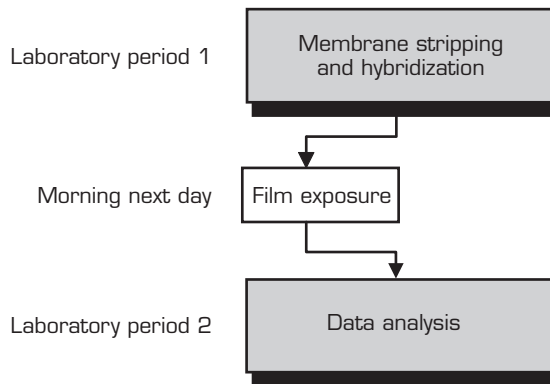 Laboratory period 1
Membrane stripping
and hybridization
Morning next day
Film exposure
Laboratory period 2
Data analysis